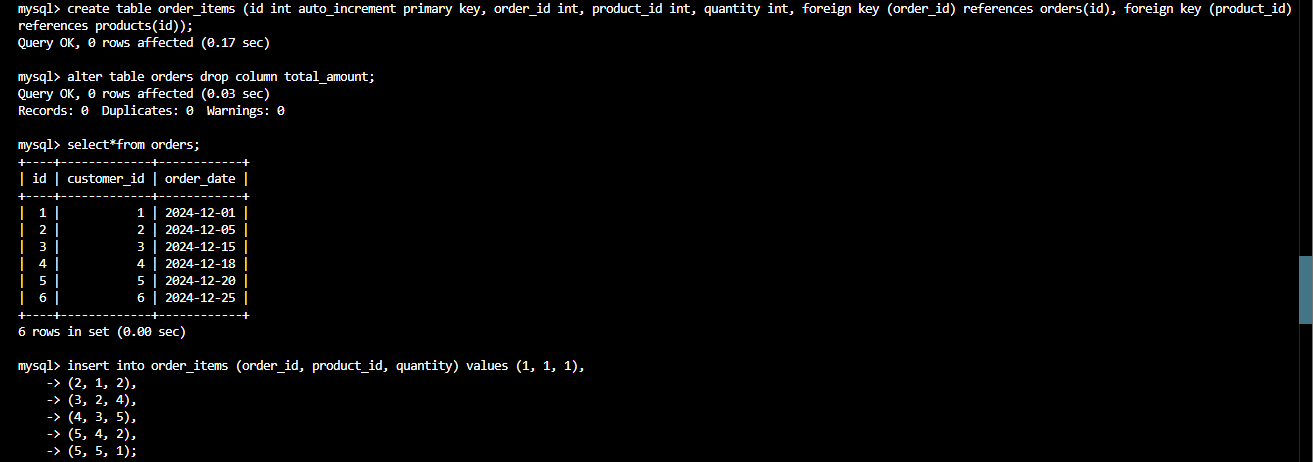 mysql> create table order_items (id int auto_increment primary key, order_id int, product_id int, quantity int, foreign key (order_id) references orders(id), foreign key (product_id)
references products(id));
Query OK, 0 rows affected (0.17 sec)
mysql> alter table orders drop column total_amount;
Query OK, 0 rows affected (0.03 sec)
Records: 0  Duplicates: 0  Warnings: 0
mysql> select*from orders;
+----+-------------+------------+
| id | customer_id | order_date |
+----+-------------+------------+
|  1 |           1 | 2024-12-01 |
|  2 |           2 | 2024-12-05 |
|  3 |           3 | 2024-12-15 |
|  4 |           4 | 2024-12-18 |
|  5 |           5 | 2024-12-20 |
|  6 |           6 | 2024-12-25 |
+----+-------------+------------+
6 rows in set (0.00 sec)
mysql> insert into order_items (order_id, product_id, quantity) values (1, 1, 1),
    -> (2, 1, 2),
    -> (3, 2, 4),
    -> (4, 3, 5),
    -> (5, 4, 2),
    -> (5, 5, 1);